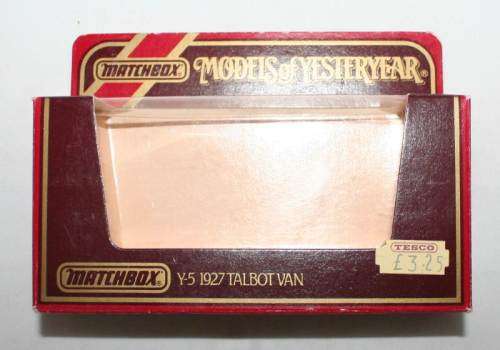 MATCHBOX
MODELS of YESTERYEAR®
TESCO
£3.25
MATCHBOX
Y-5 1927 TALBOT VAN